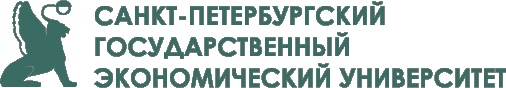 САНКТ-ПЕТЕРБУРГСКИЙ
ГОСУДАРСТВЕННЫЙ
ЭКОНОМИЧЕСКИЙ УНИВЕРСИТЕТ